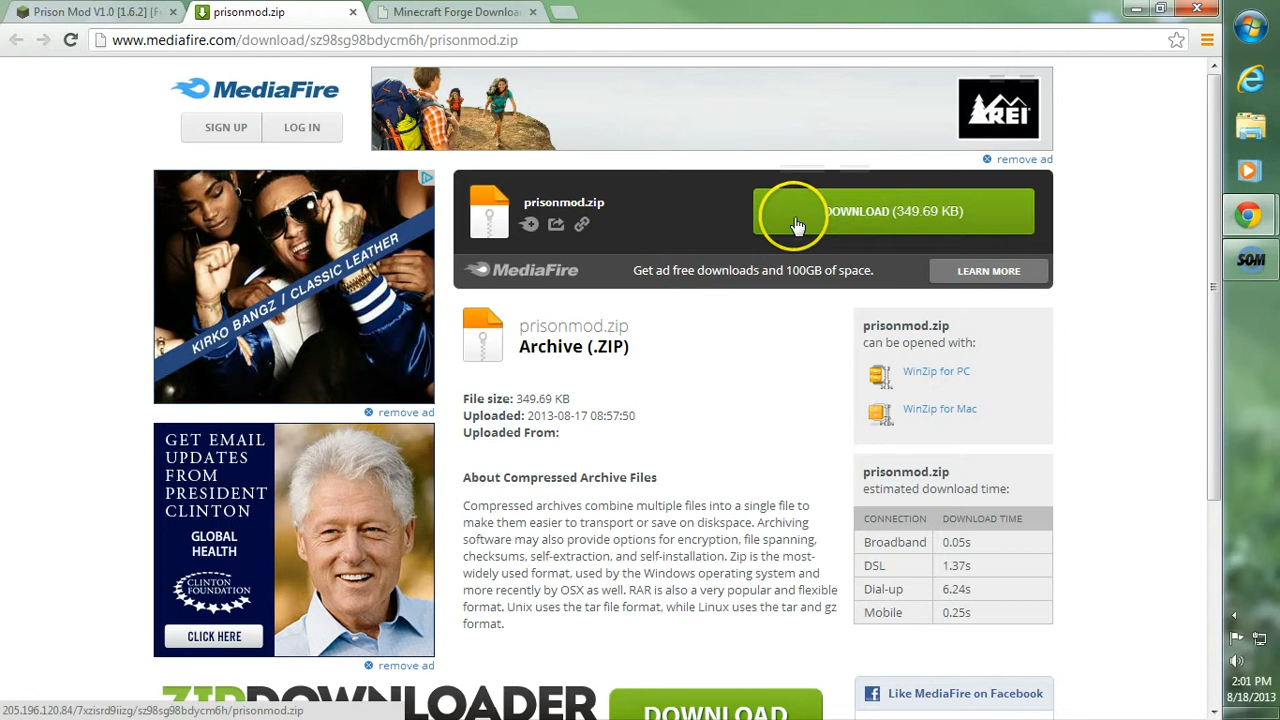 Prison Mod V1.0 [1.6.2] [F
prisonmod.zip
Minecraft Forge Downloa
www.mediafire.com/download/sz98sg98bdycm6h/prisonmod.zip
MediaFire
SIGN UP
LOG IN
REI
remove ad
KIRKO BANGZ / CLASSIC LEATHER
remove ad
prisonmod.zip
DOWNLOAD (349.69 KB)
MediaFire
Get ad free downloads and 100GB of space.
LEARN MORE
prisonmod.zip
Archive (.ZIP)
File size: 349.69 KB
Uploaded: 2013-08-17 08:57:50
Uploaded From:
About Compressed Archive Files
Compressed archives combine multiple files into a single file to
make them easier to transport or save on diskspace. Archiving
software may also provide options for encryption, file spanning,
checksums, self-extraction, and self-installation. Zip is the most-
widely used format, used by the Windows operating system and
more recently by OSX as well. RAR is also a very popular and flexible
format. Unix uses the tar file format, while Linux uses the tar and gz
format.
prisonmod.zip
can be opened with:
WinZip for PC
WinZip for Mac
prisonmod.zip
estimated download time:
CONNECTION DOWNLOAD TIME
Broadband 0.05s
DSL 1.37s
Dial-up 6.24s
Mobile 0.25s
GET EMAIL
UPDATES
FROM
PRESIDENT
CLINTON
GLOBAL
HEALTH
CLINTON
FOUNDATION
CLICK HERE
remove ad
ZIPDOWNLOADER
DOWNLOAD
Like MediaFire on Facebook
205.196.120.84/7xzisrd9iizg/sz98sg98bdycm6h/prisonmod.zip
SOM
2:01 PM
8/18/2013